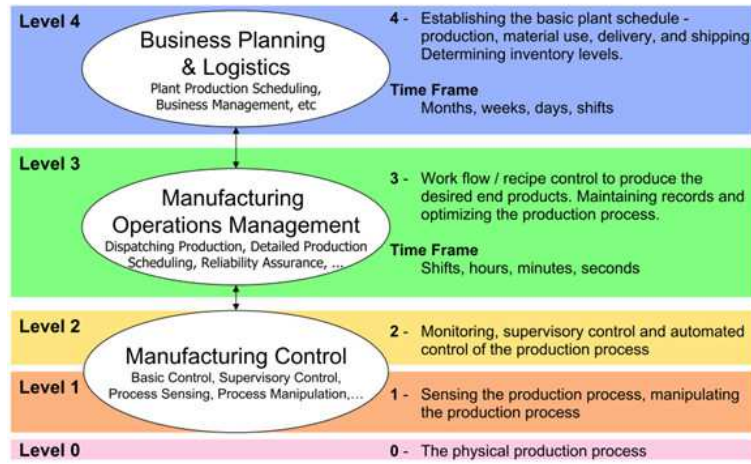 Level 4
Business Planning
& Logistics
Plant Production Scheduling,
Business Management, etc
4 - Establishing the basic plant schedule -
production, material use, delivery, and shipping.
Determining inventory levels.
Time Frame
Months, weeks, days, shifts
Level 3
Manufacturing
Operations Management
Dispatching Production, Detailed Production
Scheduling, Reliability Assurance, ...
3 - Work flow / recipe control to produce the
desired end products. Maintaining records and
optimizing the production process.
Time Frame
Shifts, hours, minutes, seconds
Level 2
Manufacturing Control
Basic Control, Supervisory Control,
Process Sensing, Process Manipulation,...
2 - Monitoring, supervisory control and automated
control of the production process
Level 1
1 - Sensing the production process, manipulating
the production process
Level 0
0 - The physical production process